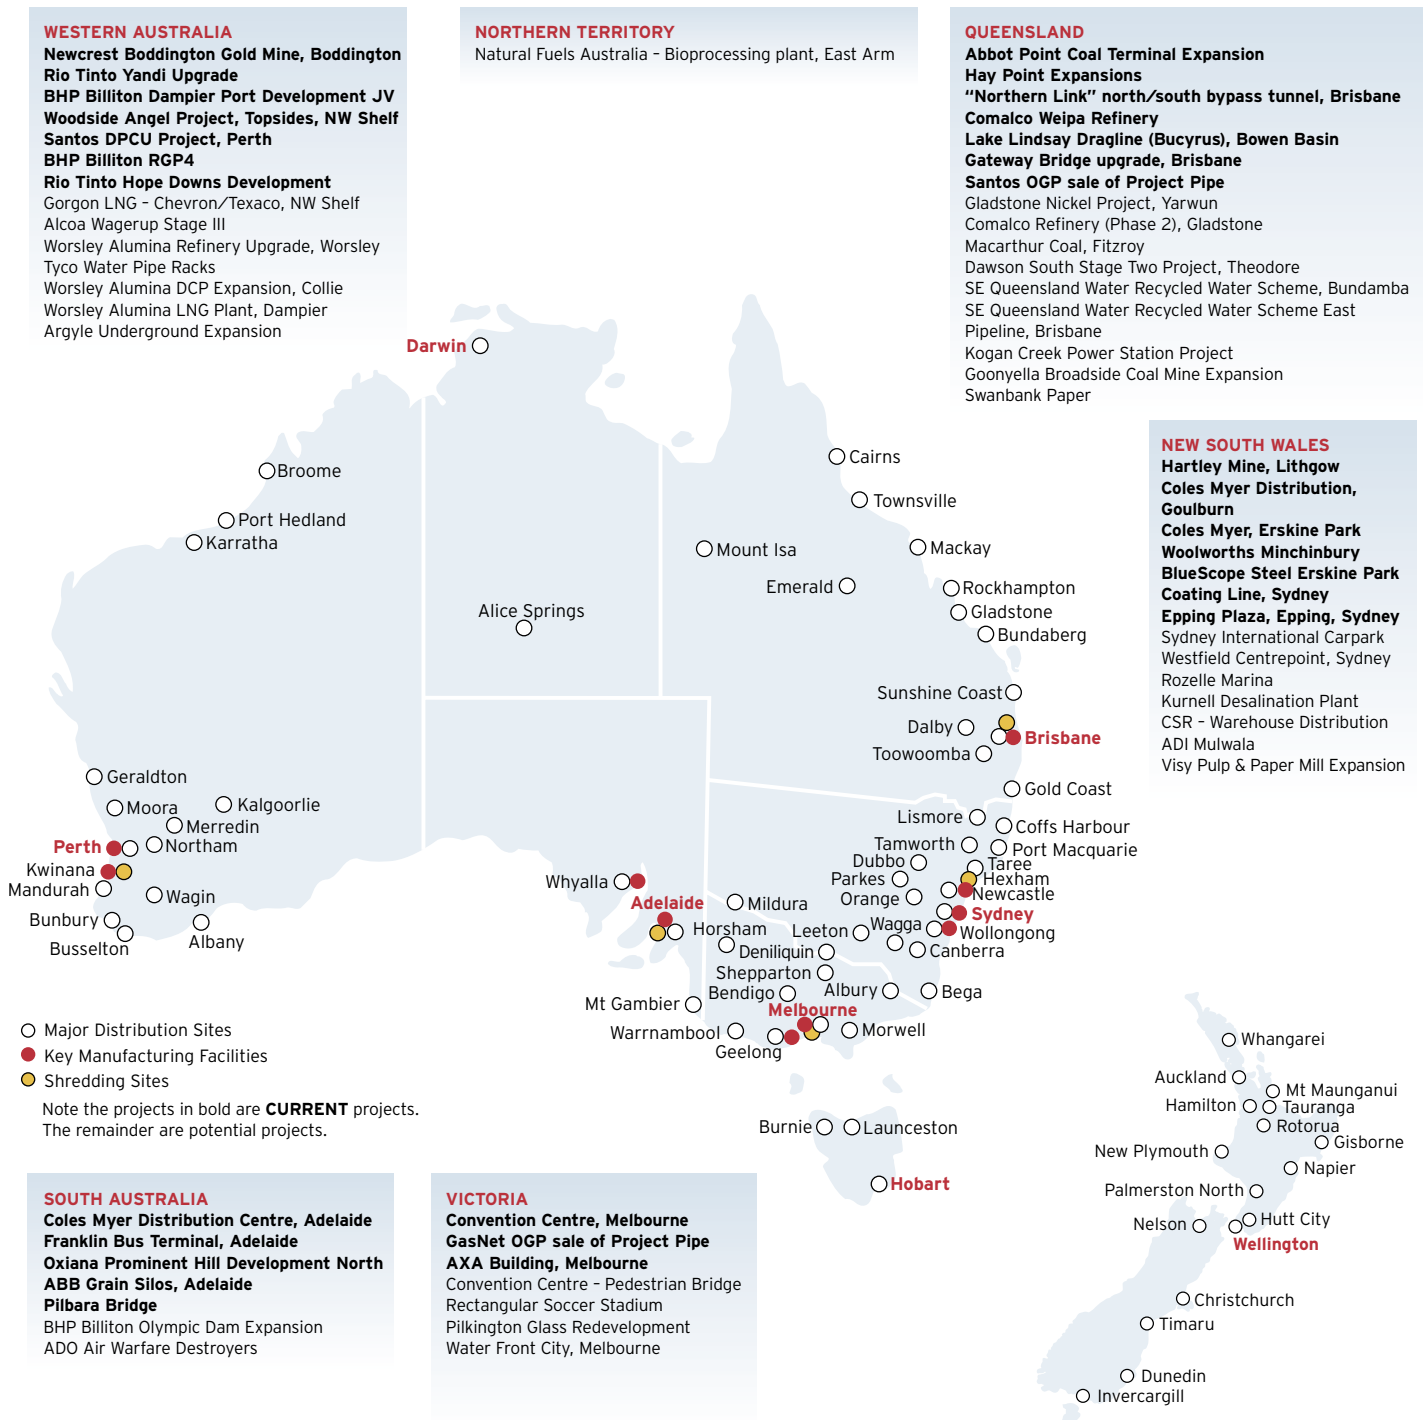 WESTERN AUSTRALIA
Newcrest Boddington Gold Mine, Boddington
Rio Tinto Yandi Upgrade
BHP Billiton Dampier Port Development JV
Woodside Angel Project, Topsides, NW Shelf
Santos DPCU Project, Perth
BHP Billiton RGP4
Rio Tinto Hope Downs Development
Gorgon LNG – Chevron/Texaco, NW Shelf
Alcoa Wagerup Stage III
Worsley Alumina Refinery Upgrade, Worsley
Tyco Water Pipe Racks
Worsley Alumina DCP Expansion, Collie
Worsley Alumina LNG Plant, Dampier
Argyle Underground Expansion
NORTHERN TERRITORY
Natural Fuels Australia – Bioprocessing plant, East Arm
QUEENSLAND
Abbot Point Coal Terminal Expansion
Hay Point Expansions
“Northern Link” north/south bypass tunnel, Brisbane
Comalco Weipa Refinery
Lake Lindsay Dragline (Bucyrus), Bowen Basin
Gateway Bridge upgrade, Brisbane
Santos OGP sale of Project Pipe
Gladstone Nickel Project, Yarwun
Comalco Refinery (Phase 2), Gladstone
Macarthur Coal, Fitzroy
Dawson South Stage Two Project, Theodore
SE Queensland Water Recycled Water Scheme, Bundamba
SE Queensland Water Recycled Water Scheme East
Pipeline, Brisbane
Kogan Creek Power Station Project
Goonyella Broadside Coal Mine Expansion
Swanbank Paper
NEW SOUTH WALES
Hartley Mine, Lithgow
Coles Myer Distribution,
Goulburn
Coles Myer, Erskine Park
Woolworths Minchinbury
BlueScope Steel Erskine Park
Coating Line, Sydney
Epping Plaza, Epping, Sydney
Sydney International Carpark
Westfield Centrepoint, Sydney
Rozelle Marina
Kurnell Desalination Plant
CSR – Warehouse Distribution
ADI Mulwala
Visy Pulp & Paper Mill Expansion
Darwin
Broome
Port Hedland
Karratha
Alice Springs
Cairns
Townsville
Mount Isa
Mackay
Emerald
Rockhampton
Gladstone
Bundaberg
Sunshine Coast
Dalby
Brisbane
Toowoomba
Gold Coast
Geraldton
Moora
Kalgoorlie
Merredin
Perth
Northam
Kwinana
Mandurah
Wagin
Bunbury
Busselton
Albany
Lismore
Coffs Harbour
Tamworth
Port Macquarie
Dubbo
Taree
Parkes
Hexham
Orange
Newcastle
Sydney
Wagga
Wollongong
Leeton
Canberra
Whyalla
Adelaide
Mildura
Horsham
Deniliquin
Shepparton
Bendigo
Albury
Bega
Mt Gambier
Melbourne
Warrnambool
Morwell
Geelong
Burnie
Launceston
Hobart
Whangarei
Auckland
Mt Maunganui
Hamilton
Tauranga
Rotorua
Gisborne
New Plymouth
Napier
Palmerston North
Nelson
Hutt City
Wellington
Christchurch
Timaru
Dunedin
Invercargill
Major Distribution Sites
Key Manufacturing Facilities
Shredding Sites
Note the projects in bold are CURRENT projects.
The remainder are potential projects.
SOUTH AUSTRALIA
Coles Myer Distribution Centre, Adelaide
Franklin Bus Terminal, Adelaide
Oxiana Prominent Hill Development North
ABB Grain Silos, Adelaide
Pilbara Bridge
BHP Billiton Olympic Dam Expansion
ADO Air Warfare Destroyers
VICTORIA
Convention Centre, Melbourne
GasNet OGP sale of Project Pipe
AXA Building, Melbourne
Convention Centre – Pedestrian Bridge
Rectangular Soccer Stadium
Pilkington Glass Redevelopment
Water Front City, Melbourne